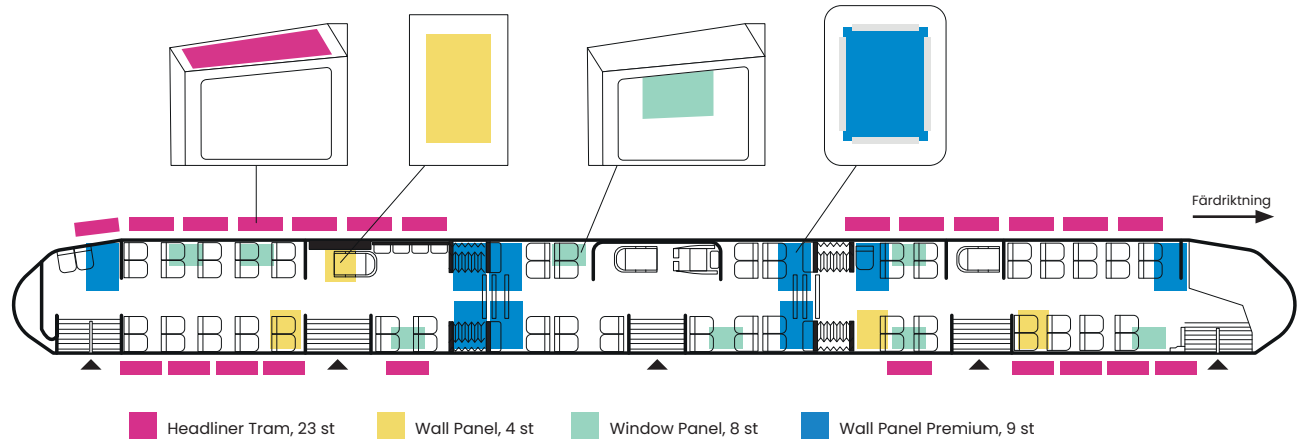 Färdriktning
Headliner Tram, 23 st
Wall Panel, 4 st
Window Panel, 8 st
Wall Panel Premium, 9 st